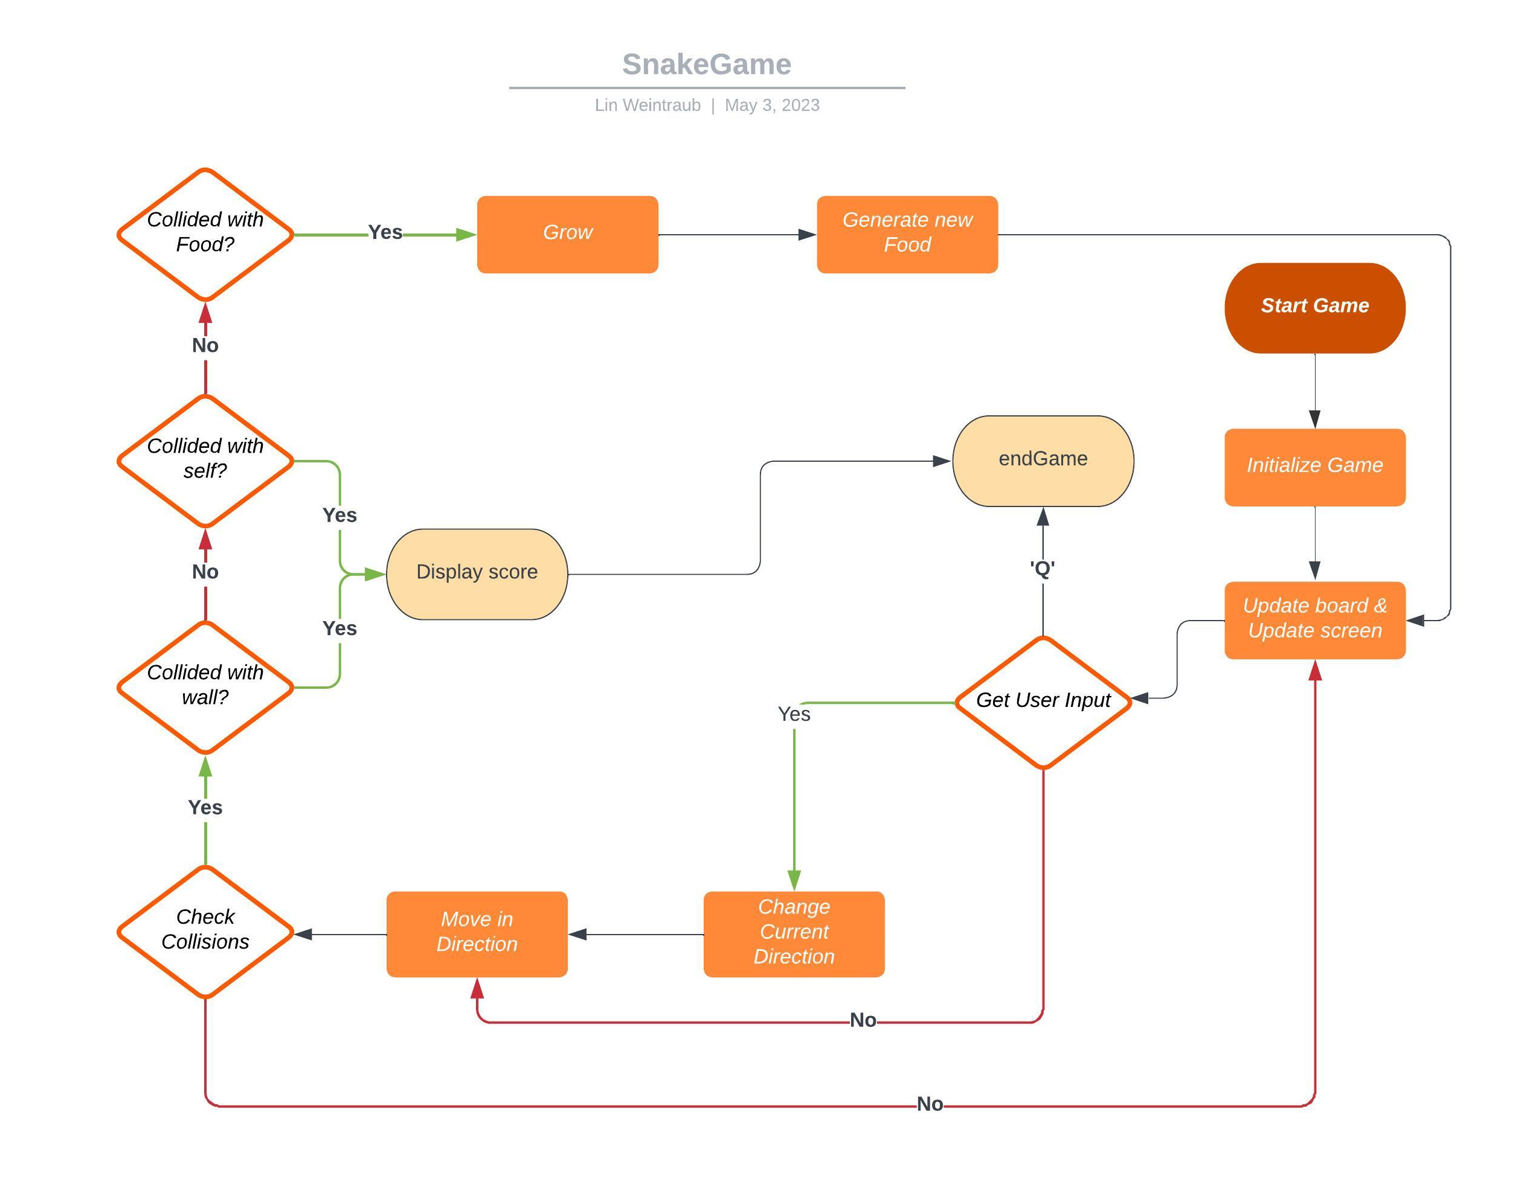 SnakeGame
Lin Weintraub | May 3, 2023
Collided with
Food?
Yes
Grow
Generate new
Food
Start Game
No
Collided with
self?
Yes
endGame
Initialize Game
No
Display score
'Q'
Update board &
Update screen
Yes
Collided with
wall?
Get User Input
Yes
Yes
Check
Collisions
Move in
Direction
Change
Current
Direction
No
No